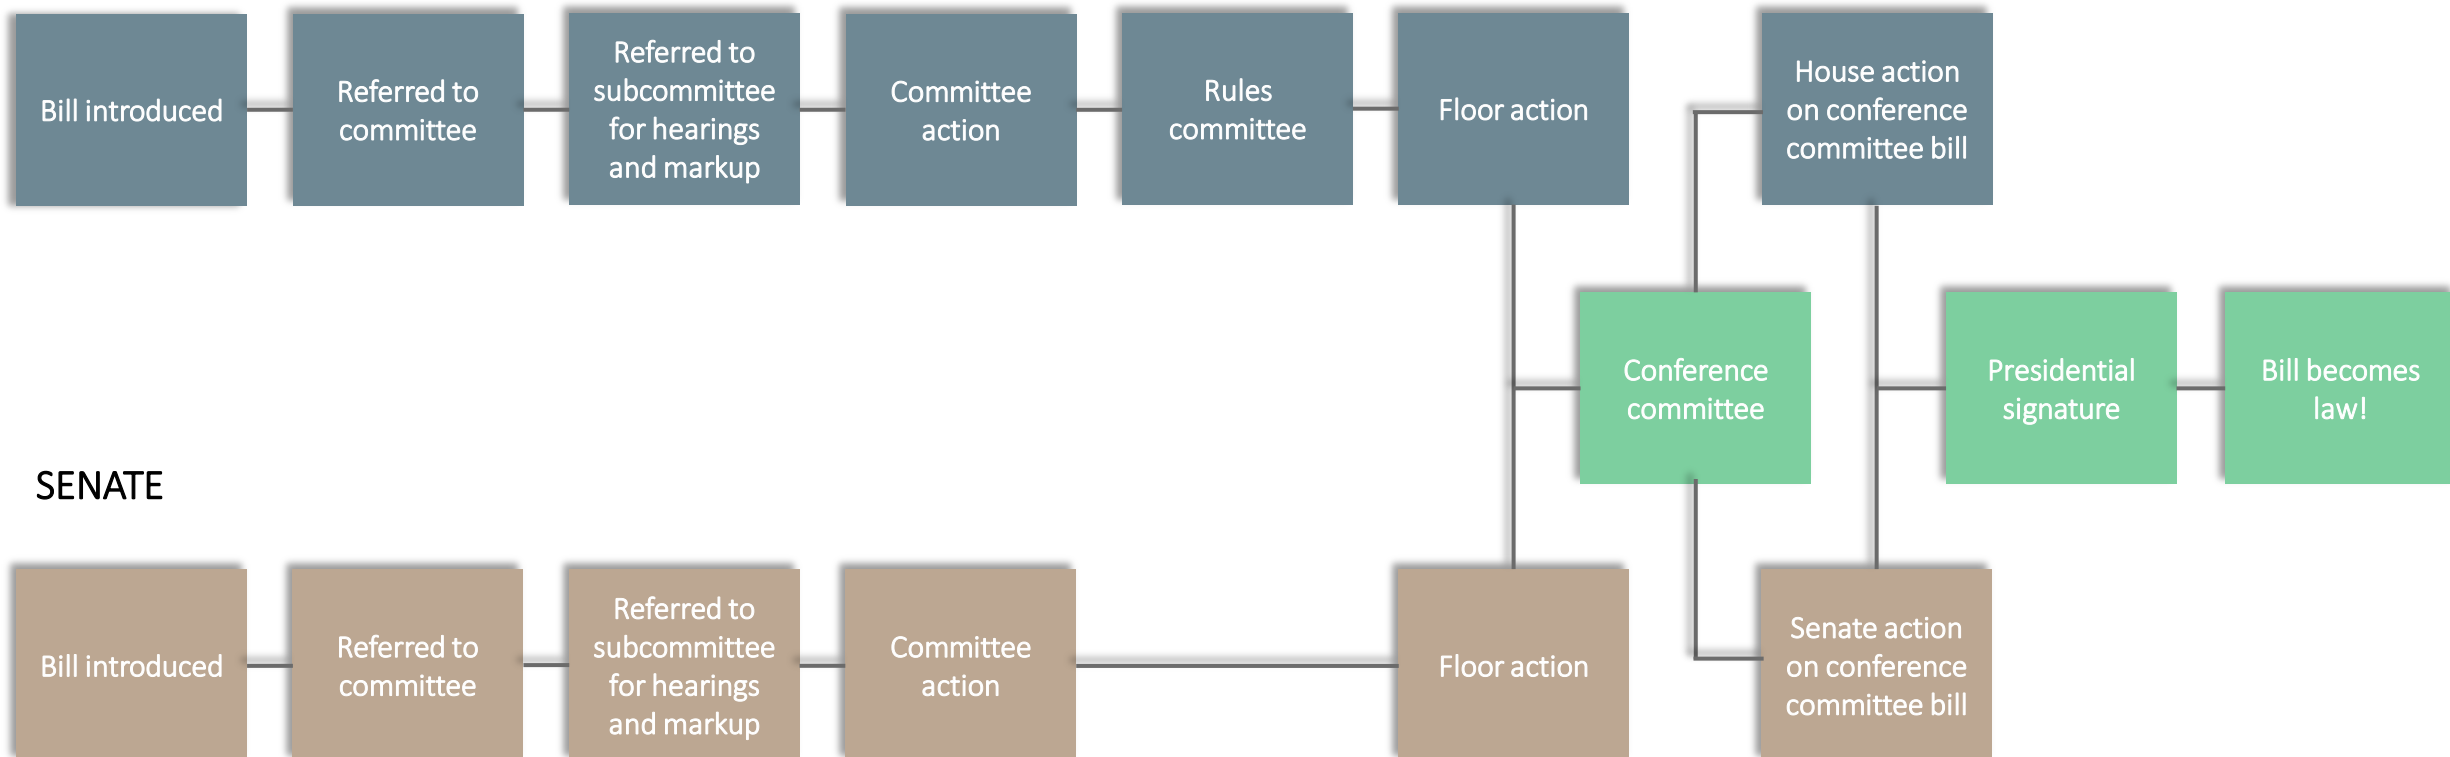 Bill introduced
Referred to
committee
Referred to
subcommittee
for hearings
and markup
Committee
action
Rules
committee
Floor action
House action
on conference
committee bill
Conference
committee
Presidential
signature
Bill becomes
law!
SENATE
Bill introduced
Referred to
committee
Referred to
subcommittee
for hearings
and markup
Committee
action
Floor action
Senate action
on conference
committee bill